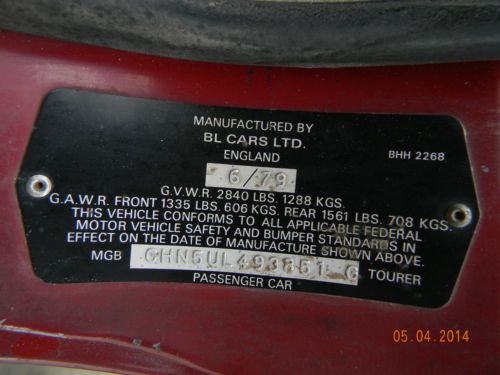 MANUFACTURED BY
BL CARS LTD.
ENGLAND
BHH 2268
6/79
G.V.W.R. 2840 LBS. 1288 KGS.
G.A.W.R. FRONT 1335 LBS. 606 KGS. REAR 1561 LBS. 708 KGS.
THIS VEHICLE CONFORMS TO ALL APPLICABLE FEDERAL
MOTOR VEHICLE SAFETY AND BUMPER STANDARDS IN
EFFECT ON THE DATE OF MANUFACTURE SHOWN ABOVE.
MGB GHN5UL493851 G TOURER
PASSENGER CAR
05.04.2014